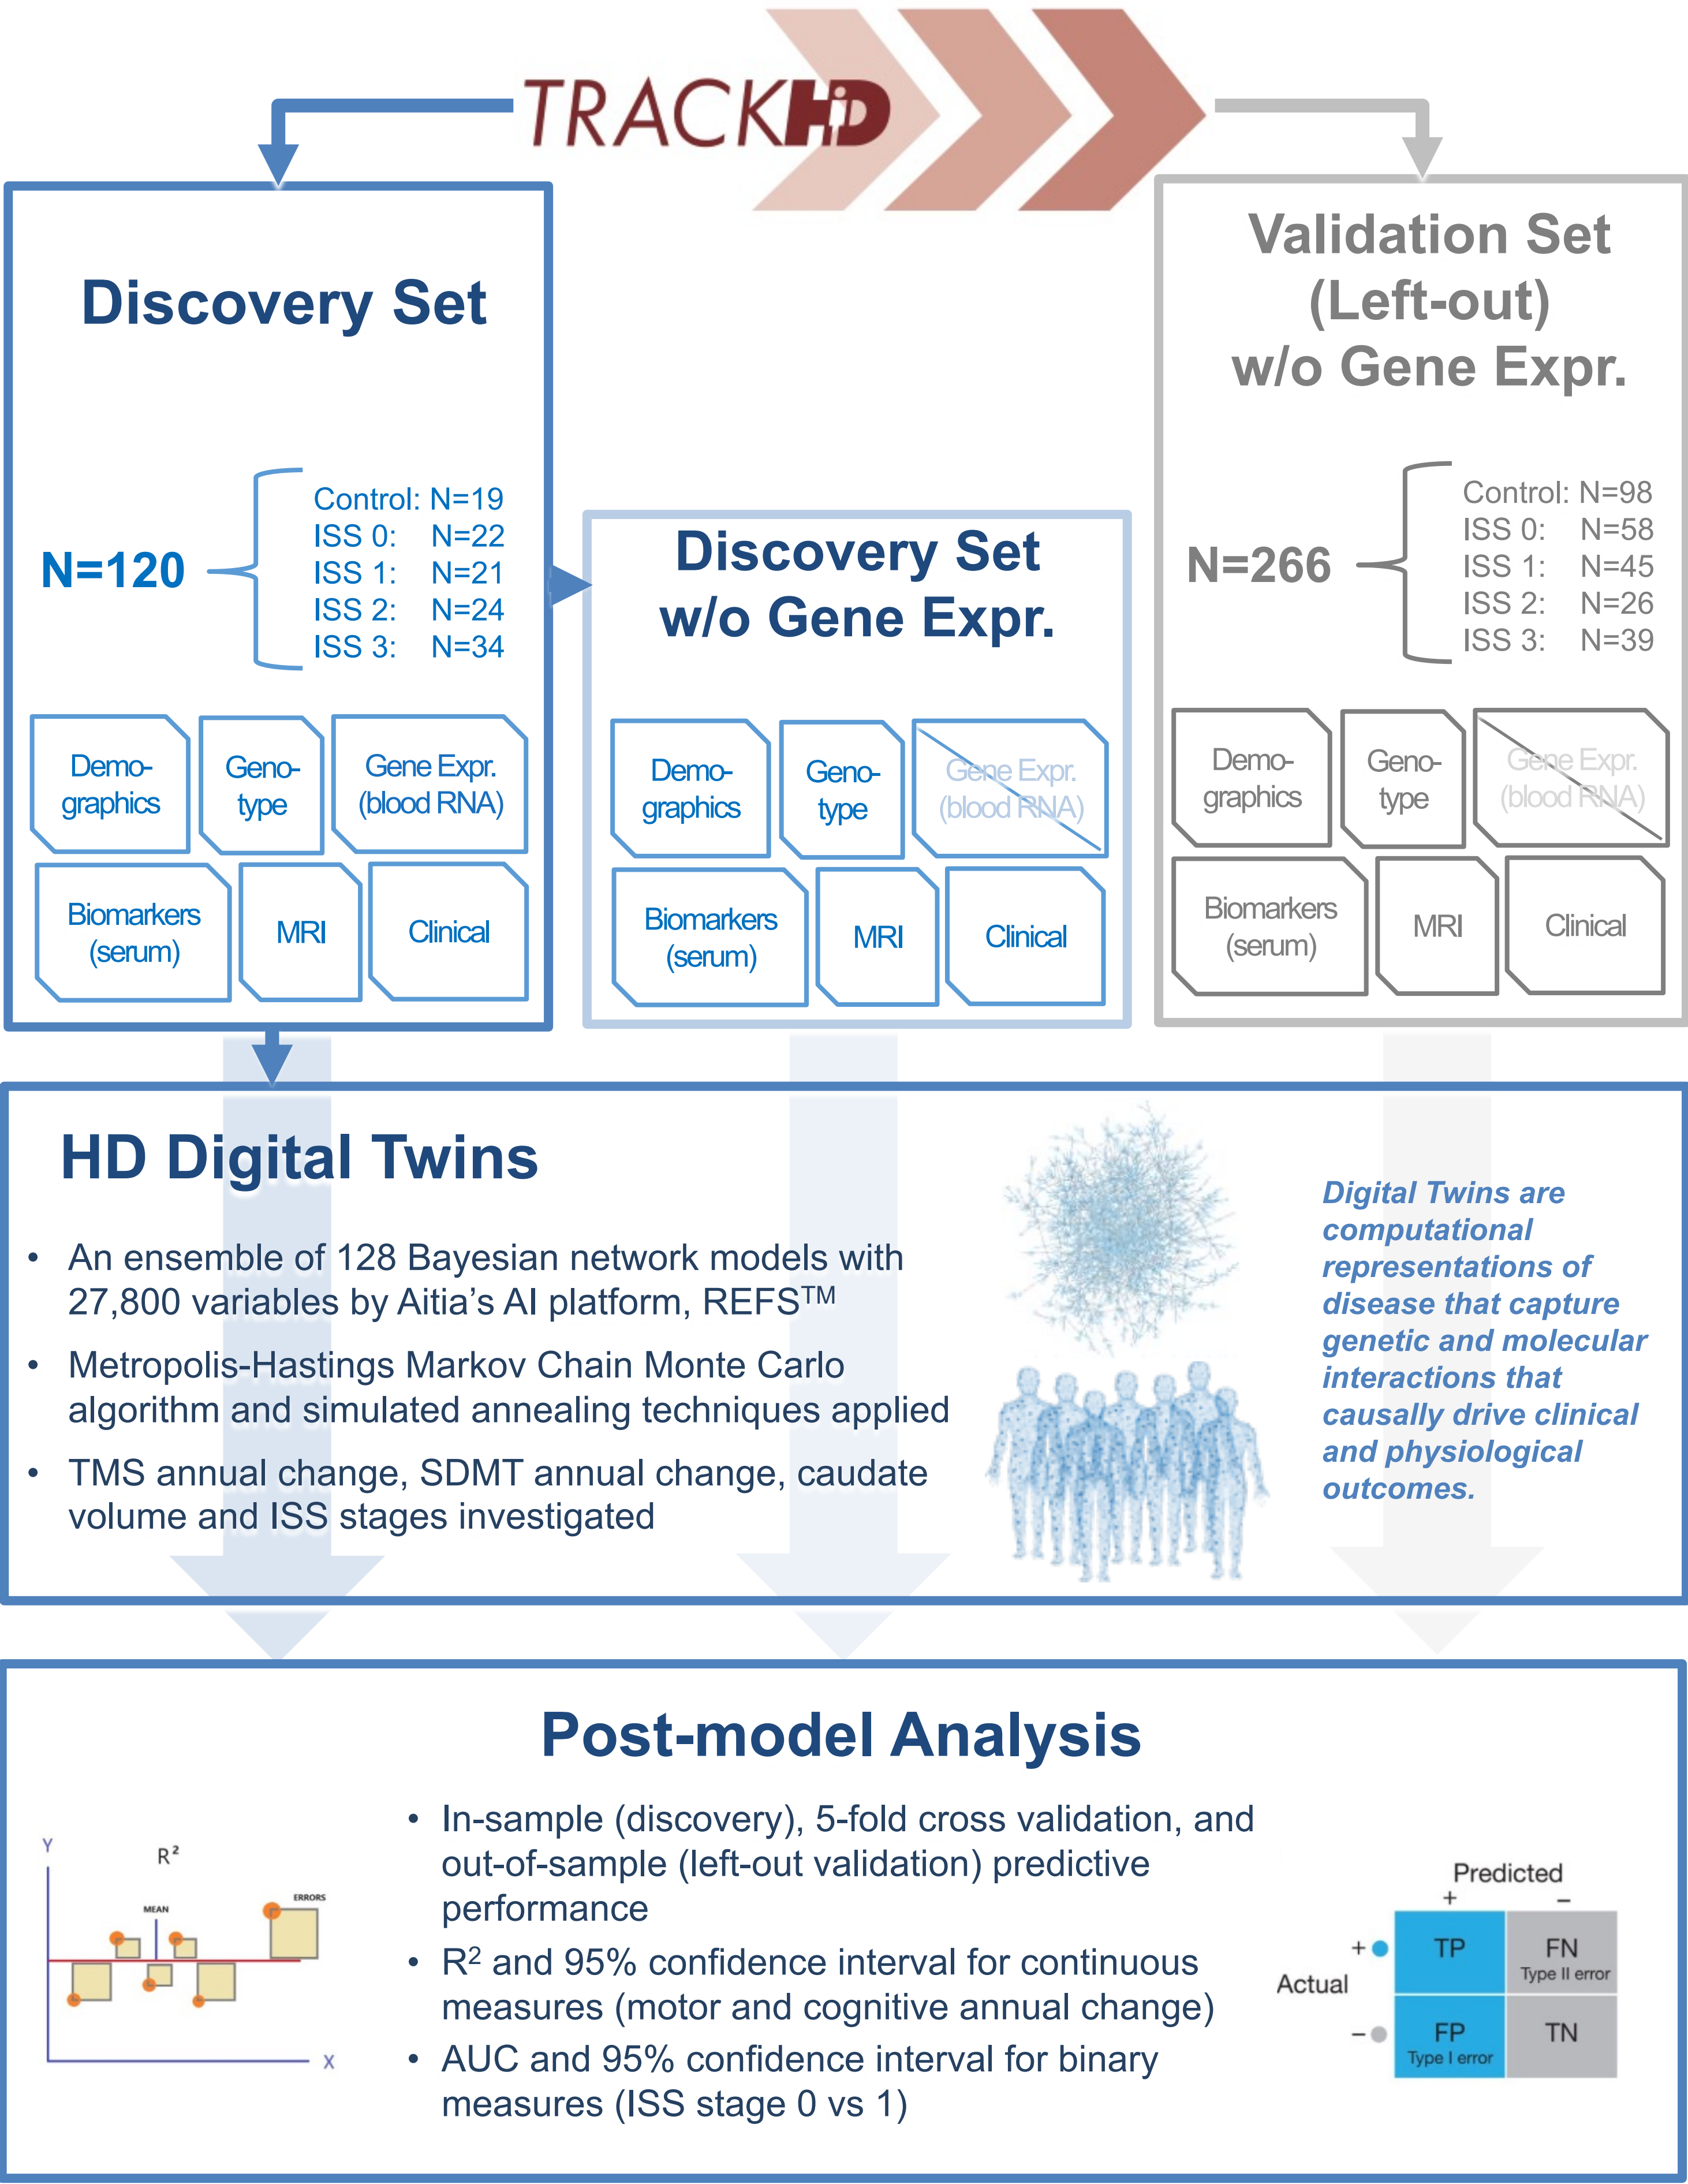 TRACKHD
Discovery Set
N=120
Control: N=19
ISS 0: N=22
ISS 1: N=21
ISS 2: N=24
ISS 3: N=34
Demo-
graphics
Geno-
type
Gene Expr.
(blood RNA)
Biomarkers
(serum)
MRI
Clinical
Discovery Set
w/o Gene Expr.
Demo-
graphics
Geno-
type
Gene Expr.
(blood RNA)
Biomarkers
(serum)
MRI
Clinical
Validation Set
(Left-out)
w/o Gene Expr.
N=266
Control: N=98
ISS 0: N=58
ISS 1: N=45
ISS 2: N=26
ISS 3: N=39
Demo-
graphics
Geno-
type
Gene Expr.
(blood RNA)
Biomarkers
(serum)
MRI
Clinical
HD Digital Twins
• An ensemble of 128 Bayesian network models with
27,800 variables by Aitia’s AI platform, REFS™
• Metropolis-Hastings Markov Chain Monte Carlo
algorithm and simulated annealing techniques applied
• TMS annual change, SDMT annual change, caudate
volume and ISS stages investigated
Digital Twins are
computational
representations of
disease that capture
genetic and molecular
interactions that
causally drive clinical
and physiological
outcomes.
Post-model Analysis
Y
R²
MEAN
ERRORS
X
• In-sample (discovery), 5-fold cross validation, and
out-of-sample (left-out validation) predictive
performance
• R² and 95% confidence interval for continuous
measures (motor and cognitive annual change)
• AUC and 95% confidence interval for binary
measures (ISS stage 0 vs 1)
Predicted
+ −
Actual
+
TP
FN
Type II error
−
FP
Type I error
TN